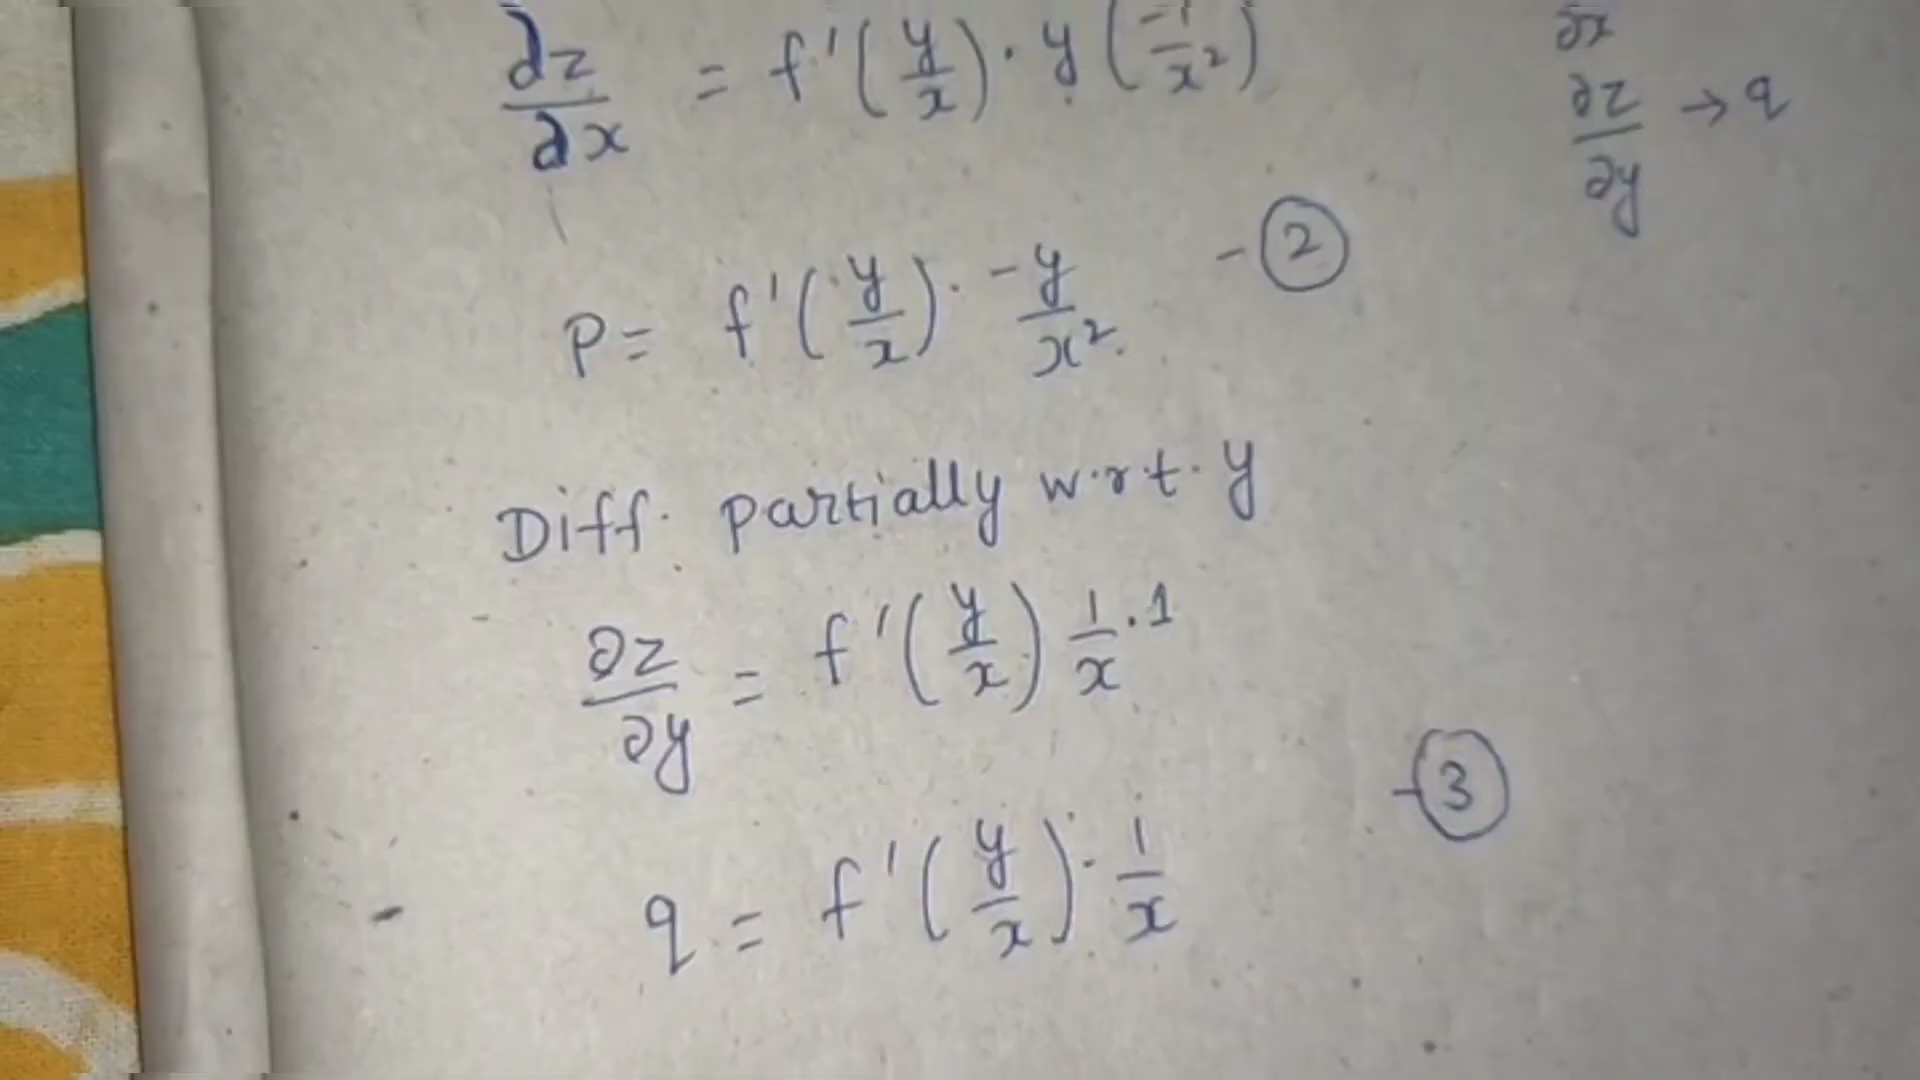 ∂z/∂x = f'(y/x) · y(-1/x²)
∂x
∂z/∂y → q
p = f'(y/x) · -y/x² - ②
Diff. partially w.r.t. y
∂z/∂y = f'(y/x) 1/x · 1
- ③
q = f'(y/x) · 1/x